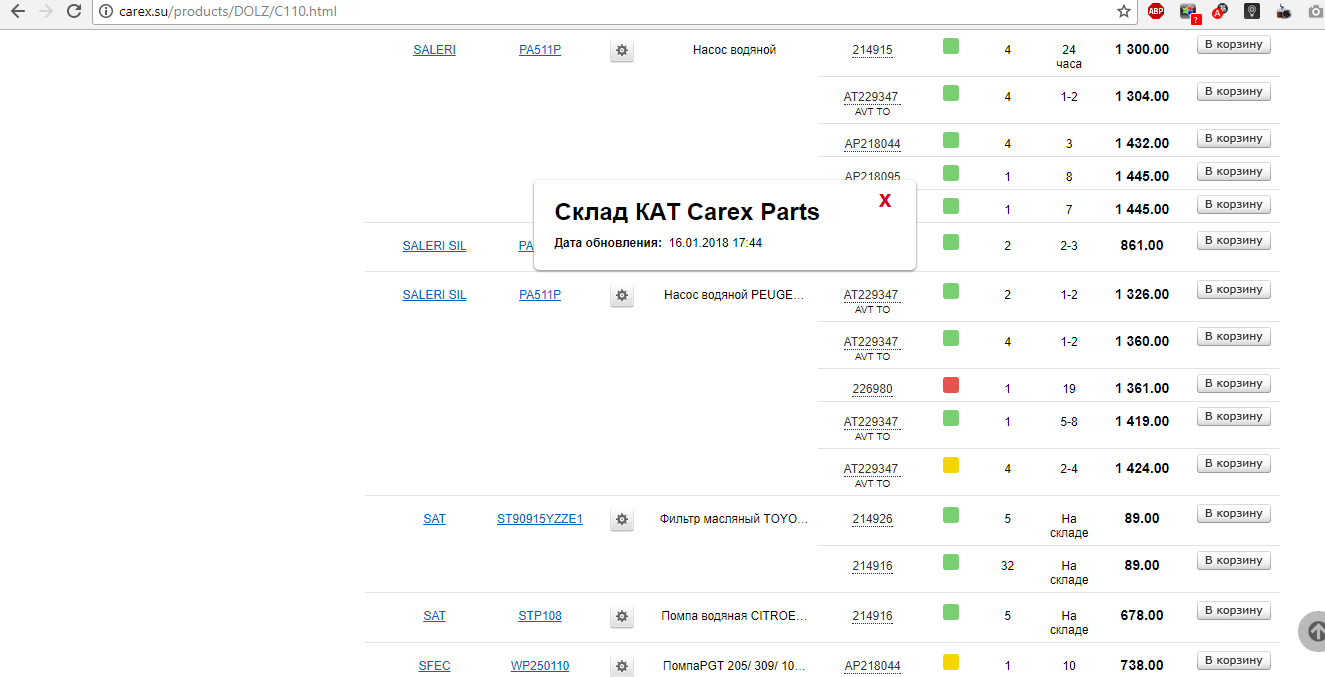 carex.su/products/DOLZ/C110.html
ABP
?
SALERI PA511P Насос водяной 214915 4 24 часа 1 300.00 В корзину
AT229347 AVT TO 4 1-2 1 304.00 В корзину
AP218044 4 3 1 432.00 В корзину
AP218095 1 8 1 445.00 В корзину
Склад КАТ Carex Parts X
Дата обновления: 16.01.2018 17:44
1 7 1 445.00 В корзину
SALERI SIL PA 2 2-3 861.00 В корзину
SALERI SIL PA511P Насос водяной PEUGE... AT229347 AVT TO 2 1-2 1 326.00 В корзину
AT229347 AVT TO 4 1-2 1 360.00 В корзину
226980 1 19 1 361.00 В корзину
AT229347 AVT TO 1 5-8 1 419.00 В корзину
AT229347 AVT TO 4 2-4 1 424.00 В корзину
SAT ST90915YZZE1 Фильтр масляный TOYO... 214926 5 На складе 89.00 В корзину
214916 32 На складе 89.00 В корзину
SAT STP108 Помпа водяная CITROE... 214916 5 На складе 678.00 В корзину
SFEC WP250110 ПомпаPGT 205/ 309/ 10... AP218044 1 10 738.00 В корзину